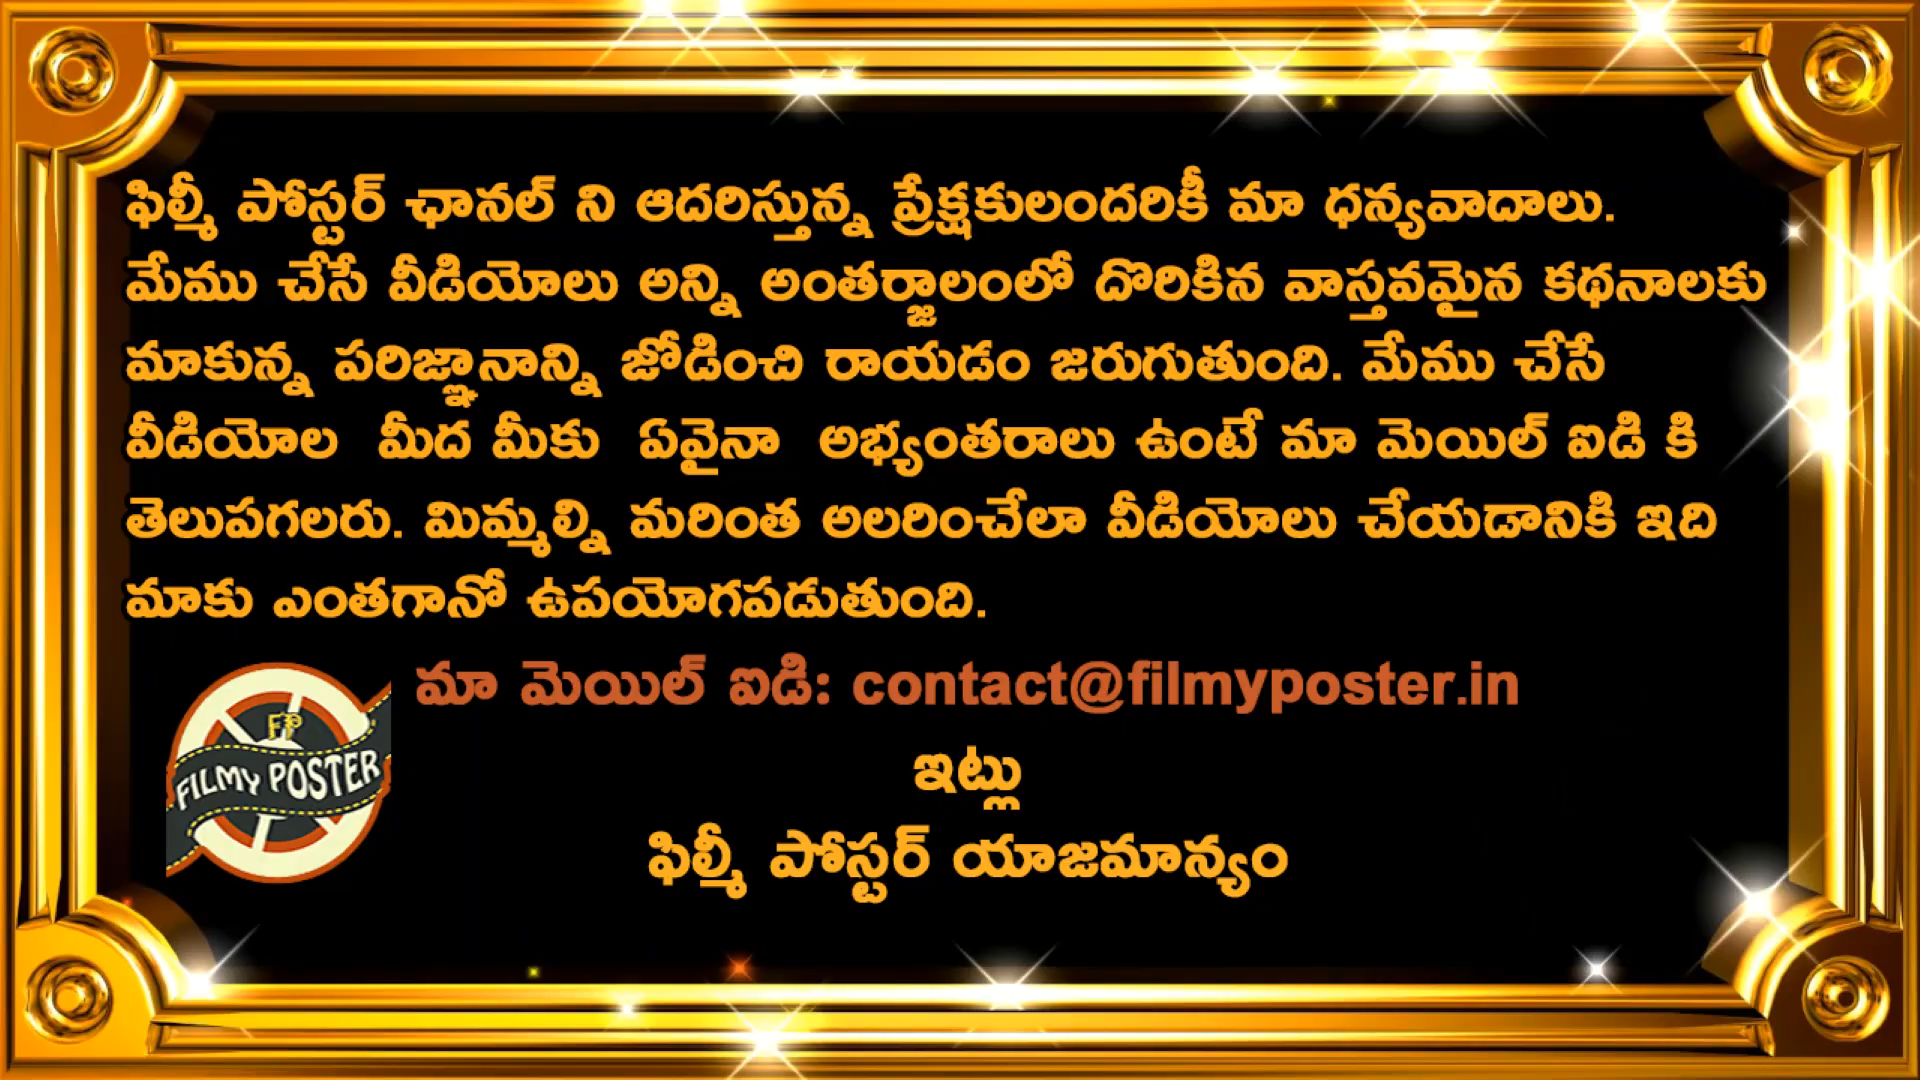 ఫిల్మీ పోస్టర్ ఛానల్ ని ఆదరిస్తున్న ప్రేక్షకులందరికీ మా ధన్యవాదాలు.
మేము చేసే వీడియోలు అన్ని అంతర్జాలంలో దొరికిన వాస్తవమైన కథనాలకు
మాకున్న పరిజ్ఞానాన్ని జోడించి రాయడం జరుగుతుంది. మేము చేసే
వీడియోల మీద మీకు ఏవైనా అభ్యంతరాలు ఉంటే మా మెయిల్ ఐడి కి
తెలుపగలరు. మిమ్మల్ని మరింత అలరించేలా వీడియోలు చేయడానికి ఇది
మాకు ఎంతగానో ఉపయోగపడుతుంది.
మా మెయిల్ ఐడి: contact@filmyposter.in
FP
FILMY POSTER
ఇట్లు
ఫిల్మీ పోస్టర్ యాజమాన్యం